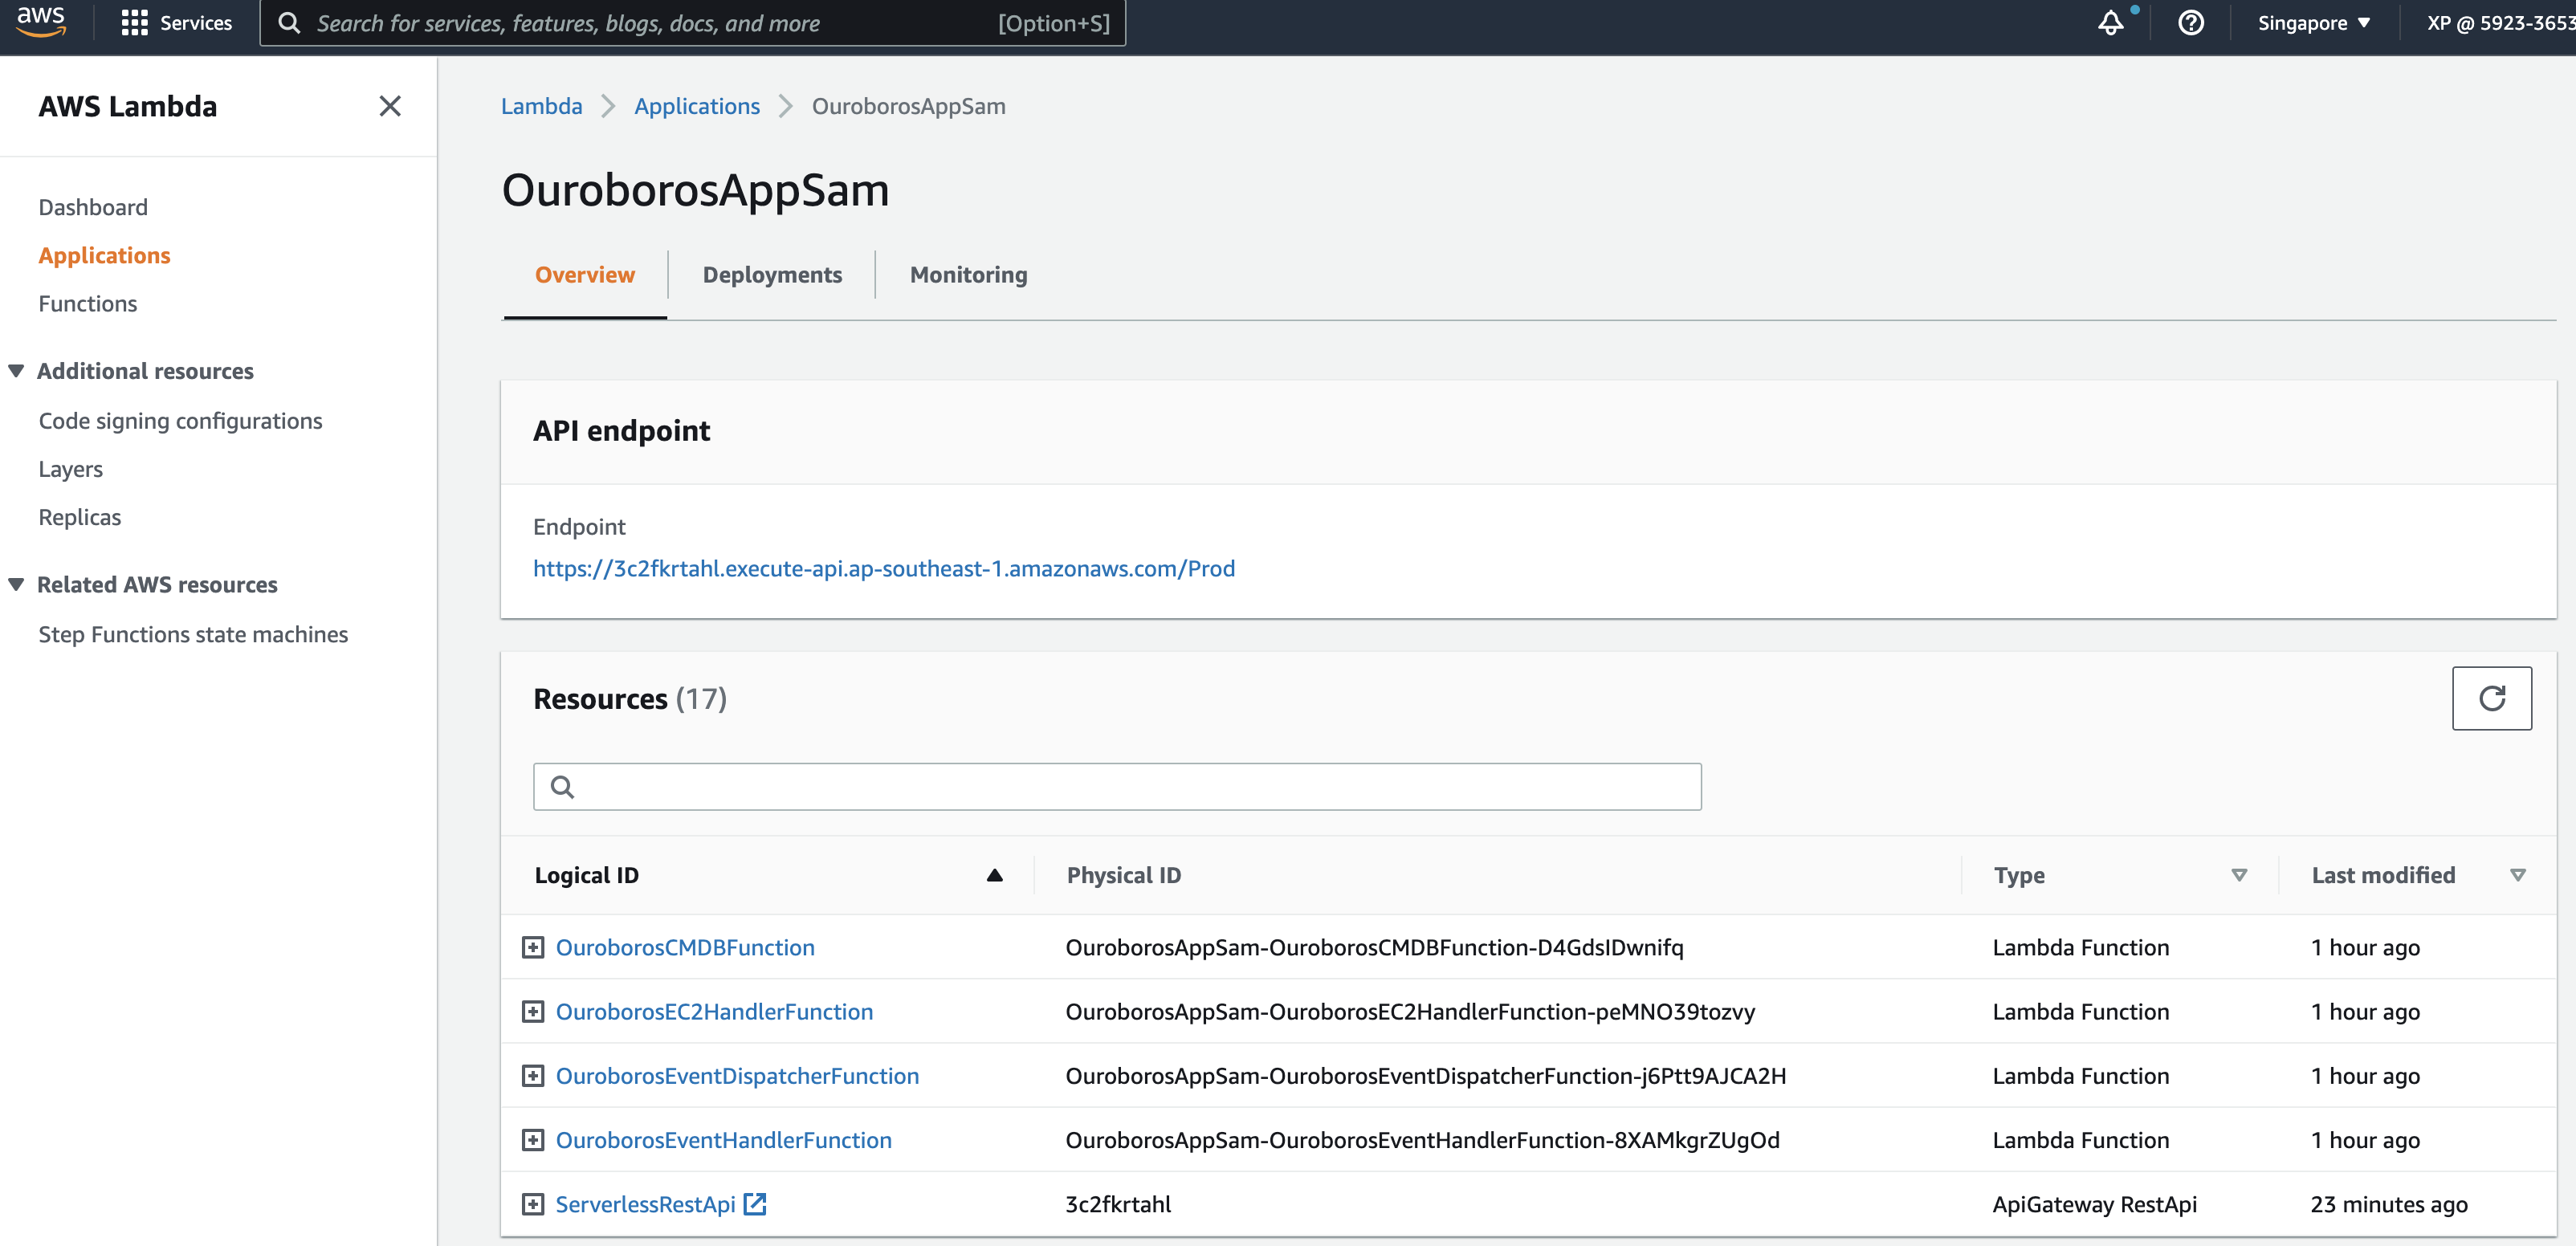 aws
Services
Search for services, features, blogs, docs, and more [Option+S]
Singapore
XP @ 5923-3653
AWS Lambda
Dashboard
Applications
Functions
Additional resources
Code signing configurations
Layers
Replicas
Related AWS resources
Step Functions state machines
Lambda Applications OuroborosAppSam
OuroborosAppSam
Overview Deployments Monitoring
API endpoint
Endpoint
https://3c2fkrtahl.execute-api.ap-southeast-1.amazonaws.com/Prod
Resources (17)
Logical ID Physical ID Type Last modified
OuroborosCMDBFunction OuroborosAppSam-OuroborosCMDBFunction-D4GdsIDwnifq Lambda Function 1 hour ago
OuroborosEC2HandlerFunction OuroborosAppSam-OuroborosEC2HandlerFunction-peMNO39tozvy Lambda Function 1 hour ago
OuroborosEventDispatcherFunction OuroborosAppSam-OuroborosEventDispatcherFunction-j6Ptt9AJCA2H Lambda Function 1 hour ago
OuroborosEventHandlerFunction OuroborosAppSam-OuroborosEventHandlerFunction-8XAMkgrZUgOd Lambda Function 1 hour ago
ServerlessRestApi 3c2fkrtahl ApiGateway RestApi 23 minutes ago